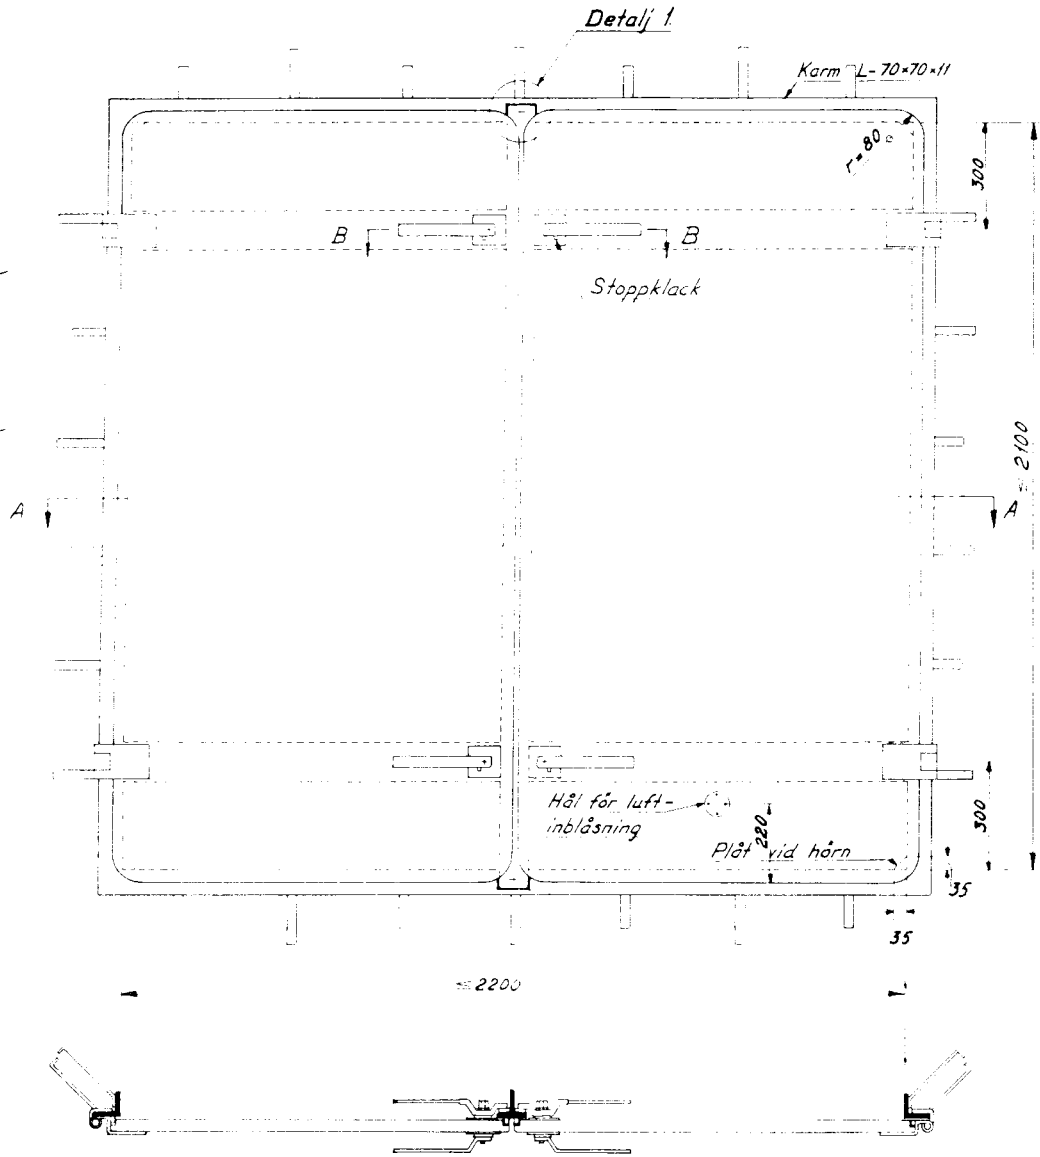 Detalj 1.
Karm L-70×70×11
r=80
300
B
B
Stoppklack
≤ 2100
A
A
Hål för luft-
inblåsning
220
300
Plåt vid hörn
35
35
≤ 2200